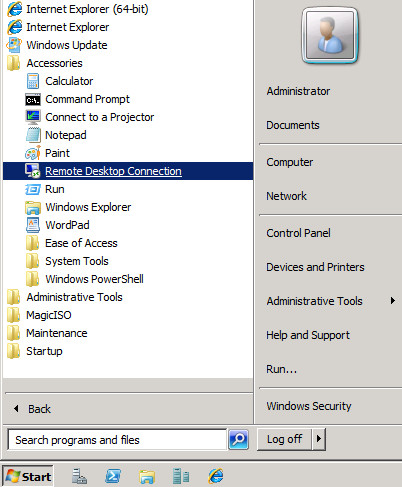 Internet Explorer (64-bit)
Internet Explorer
Windows Update
Accessories
Calculator
Command Prompt
Connect to a Projector
Notepad
Paint
Remote Desktop Connection
Run
Windows Explorer
WordPad
Ease of Access
System Tools
Windows PowerShell
Administrative Tools
MagicISO
Maintenance
Startup
Back
Search programs and files
Administrator
Documents
Computer
Network
Control Panel
Devices and Printers
Administrative Tools
Help and Support
Run...
Windows Security
Log off
Start